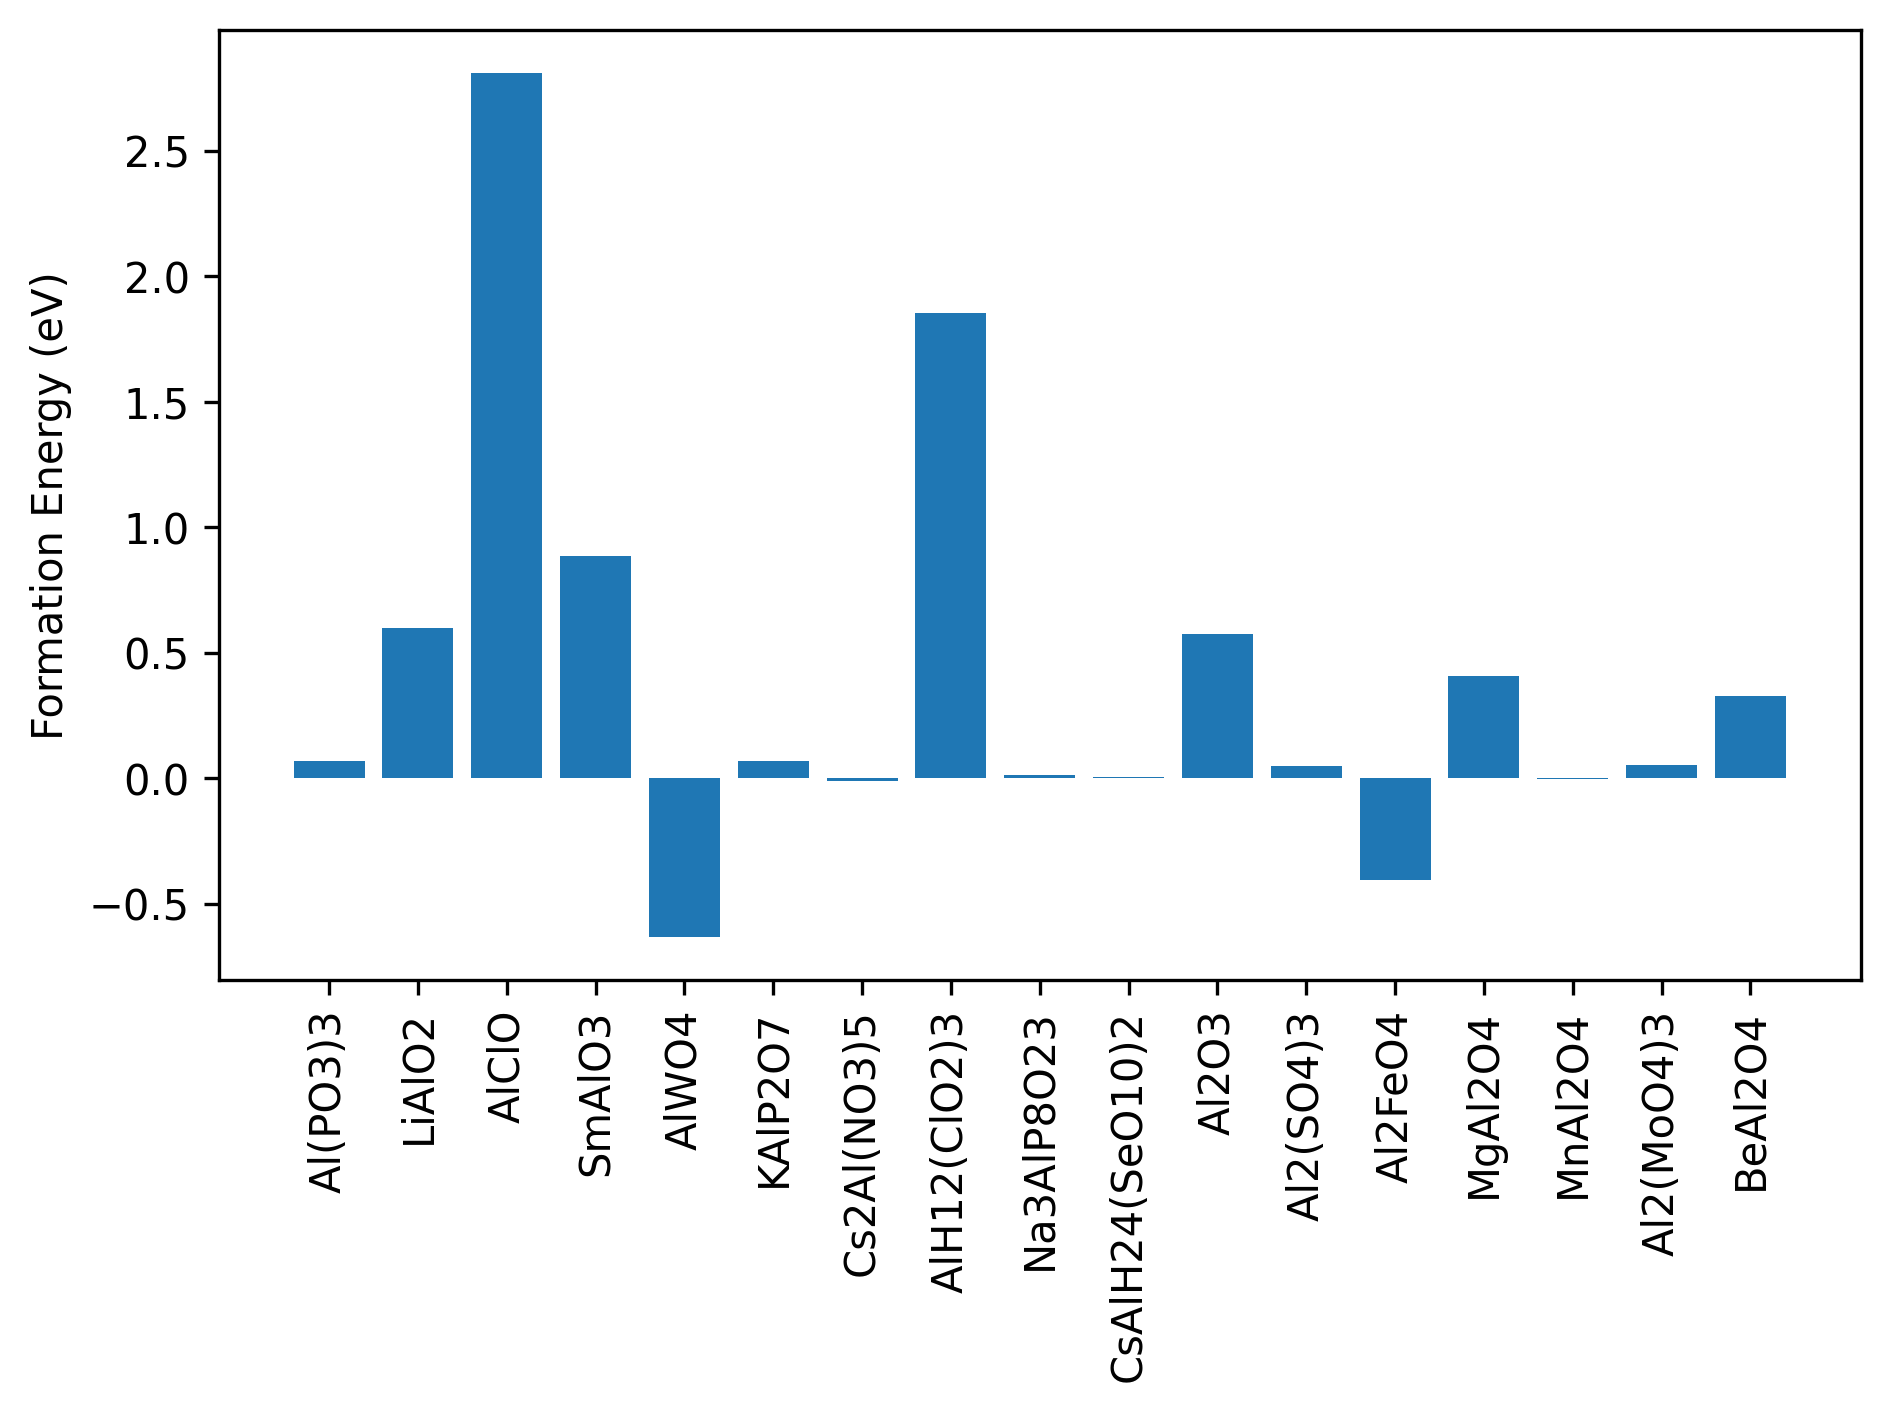 Formation Energy (eV)
2.5
2.0
1.5
1.0
0.5
0.0
−0.5
Al(PO3)3
LiAlO2
AlClO
SmAlO3
AlWO4
KAlP2O7
Cs2Al(NO3)5
AlH12(ClO2)3
Na3AlP8O23
CsAlH24(SeO10)2
Al2O3
Al2(SO4)3
Al2FeO4
MgAl2O4
MnAl2O4
Al2(MoO4)3
BeAl2O4